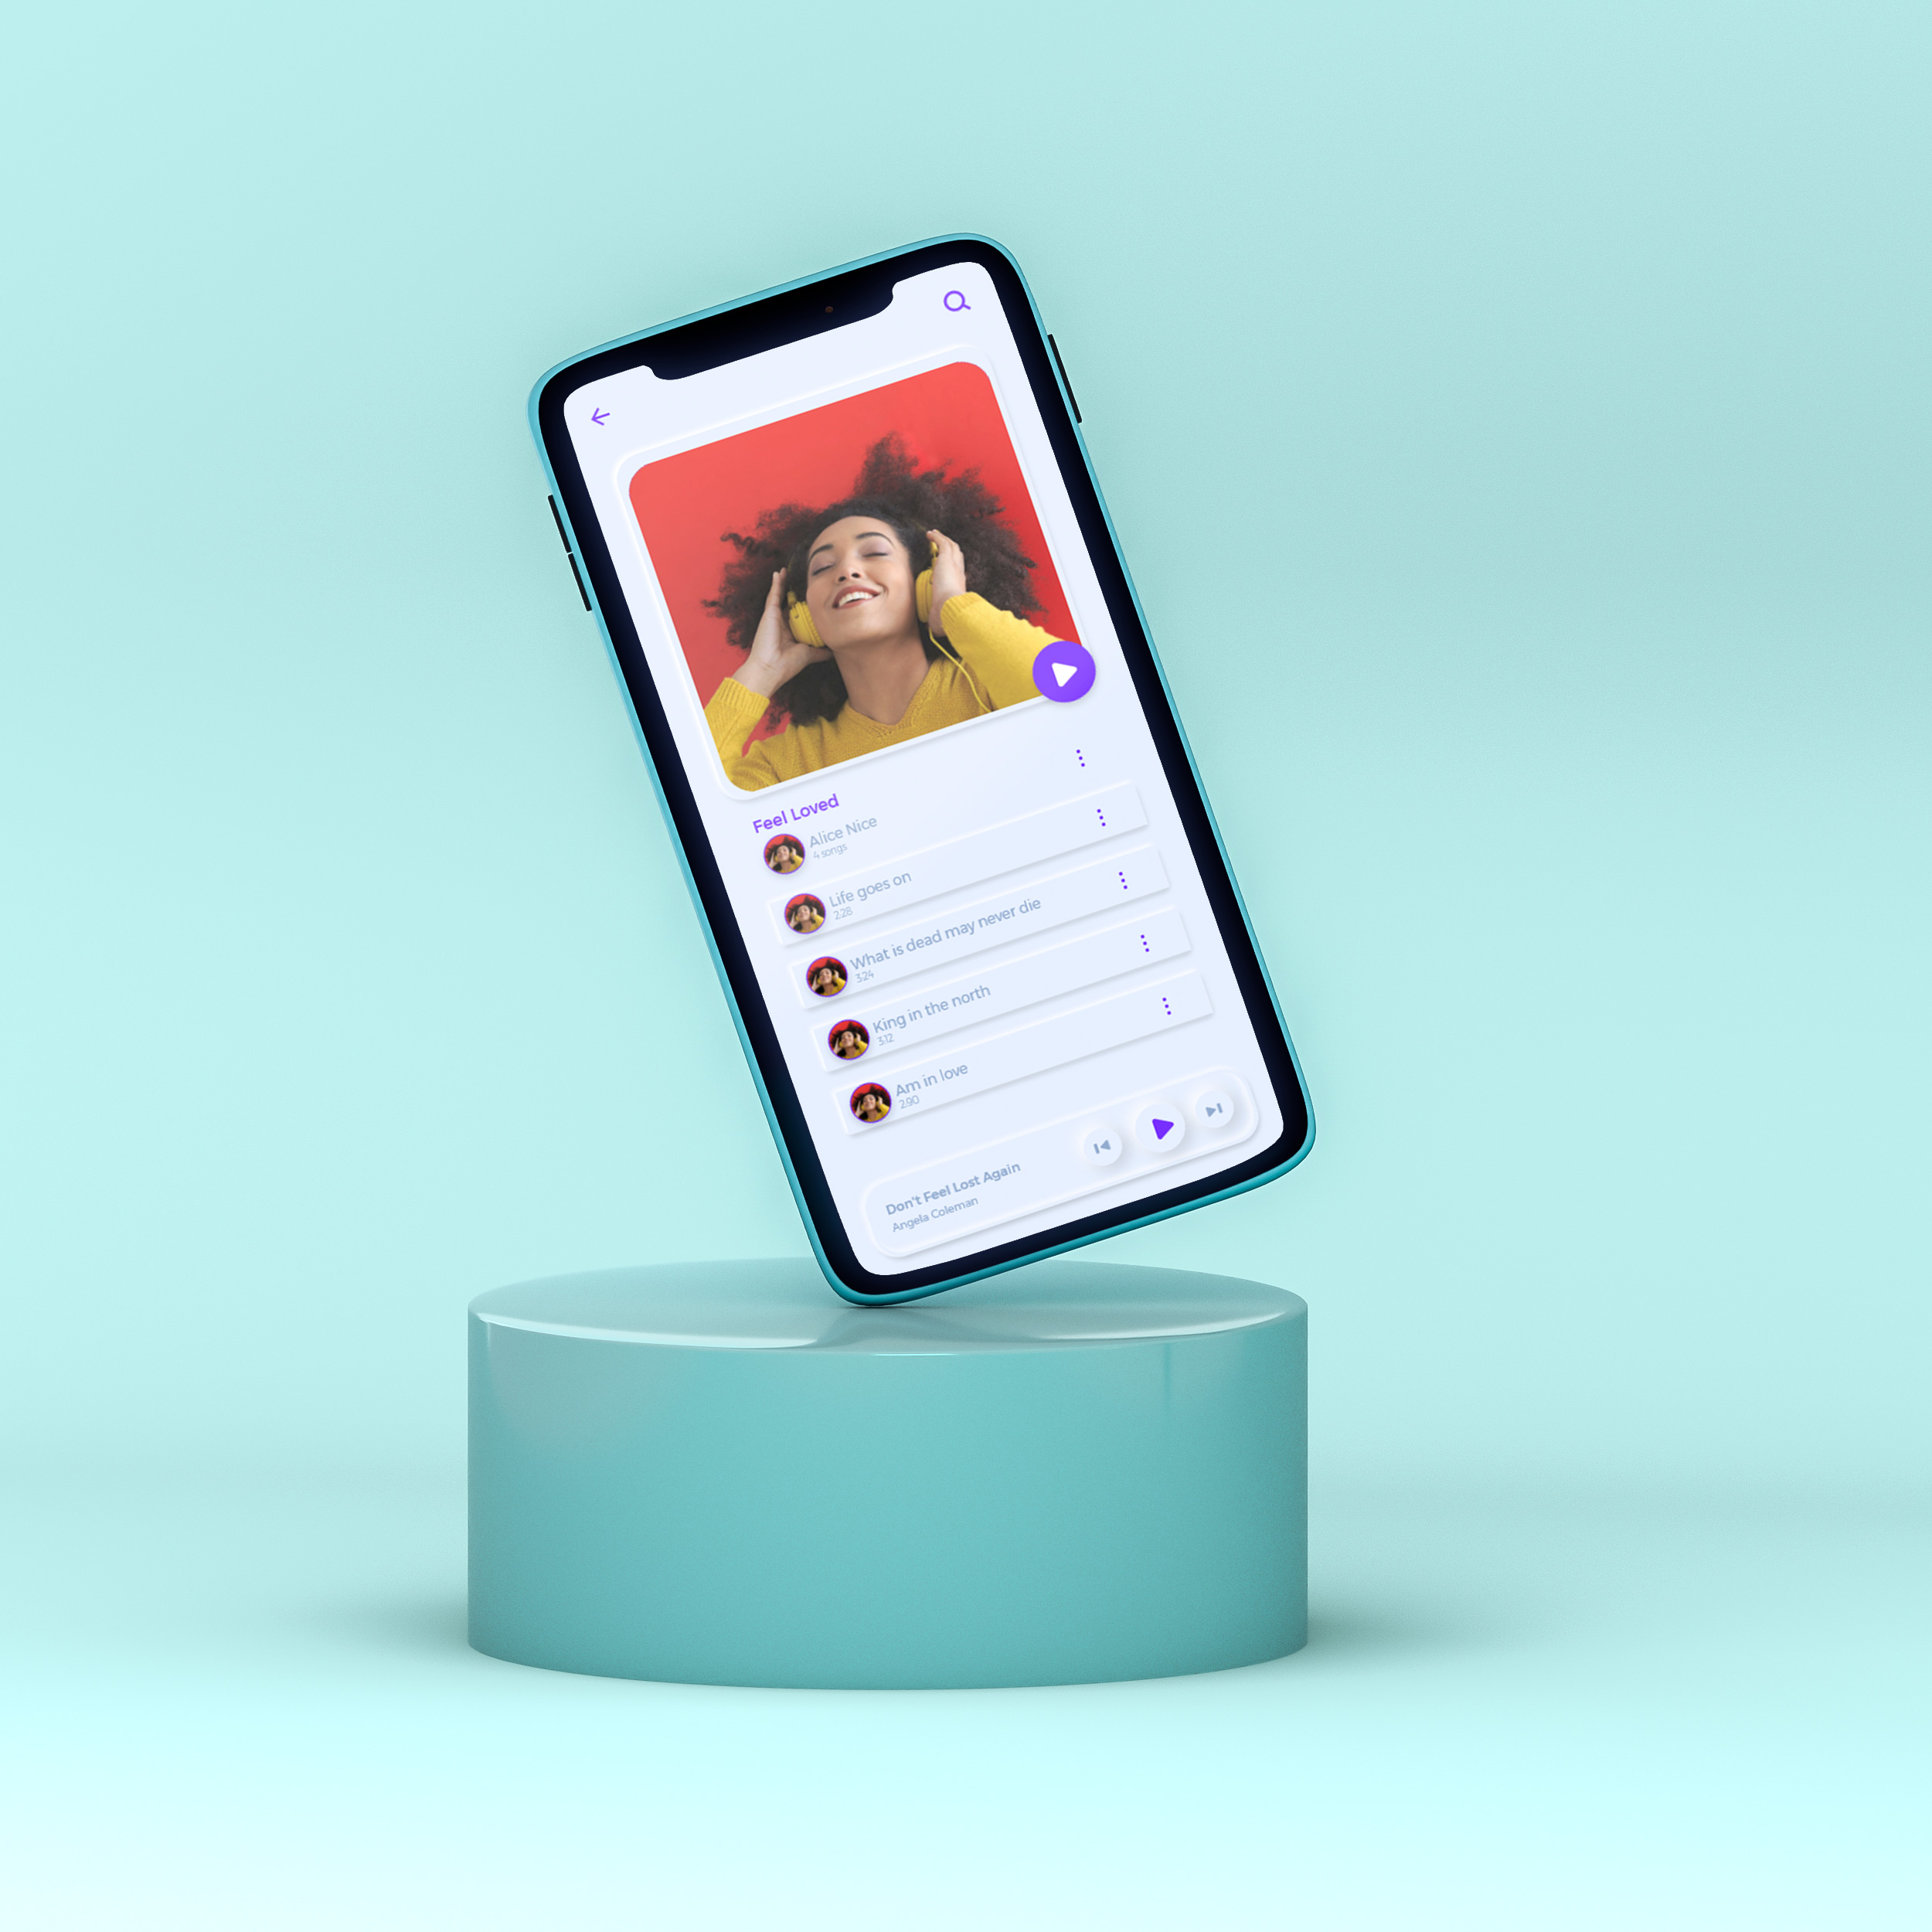 Feel Loved
Alice Nice
4 songs
Life goes on
2:28
What is dead may never die
3:24
King in the north
3:12
Am in love
2:90
Don't Feel Lost Again
Angela Coleman